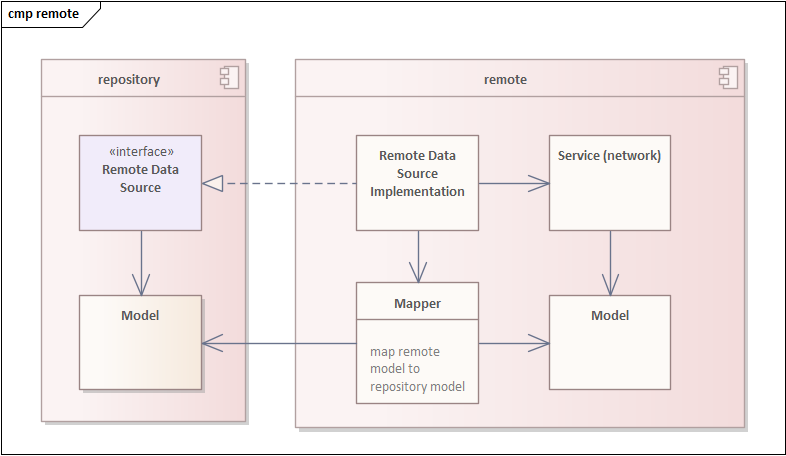 cmp remote
repository
remote
«interface»
Remote Data
Source
Remote Data
Source
Implementation
Service (network)
Model
Mapper
map remote
model to
repository model
Model